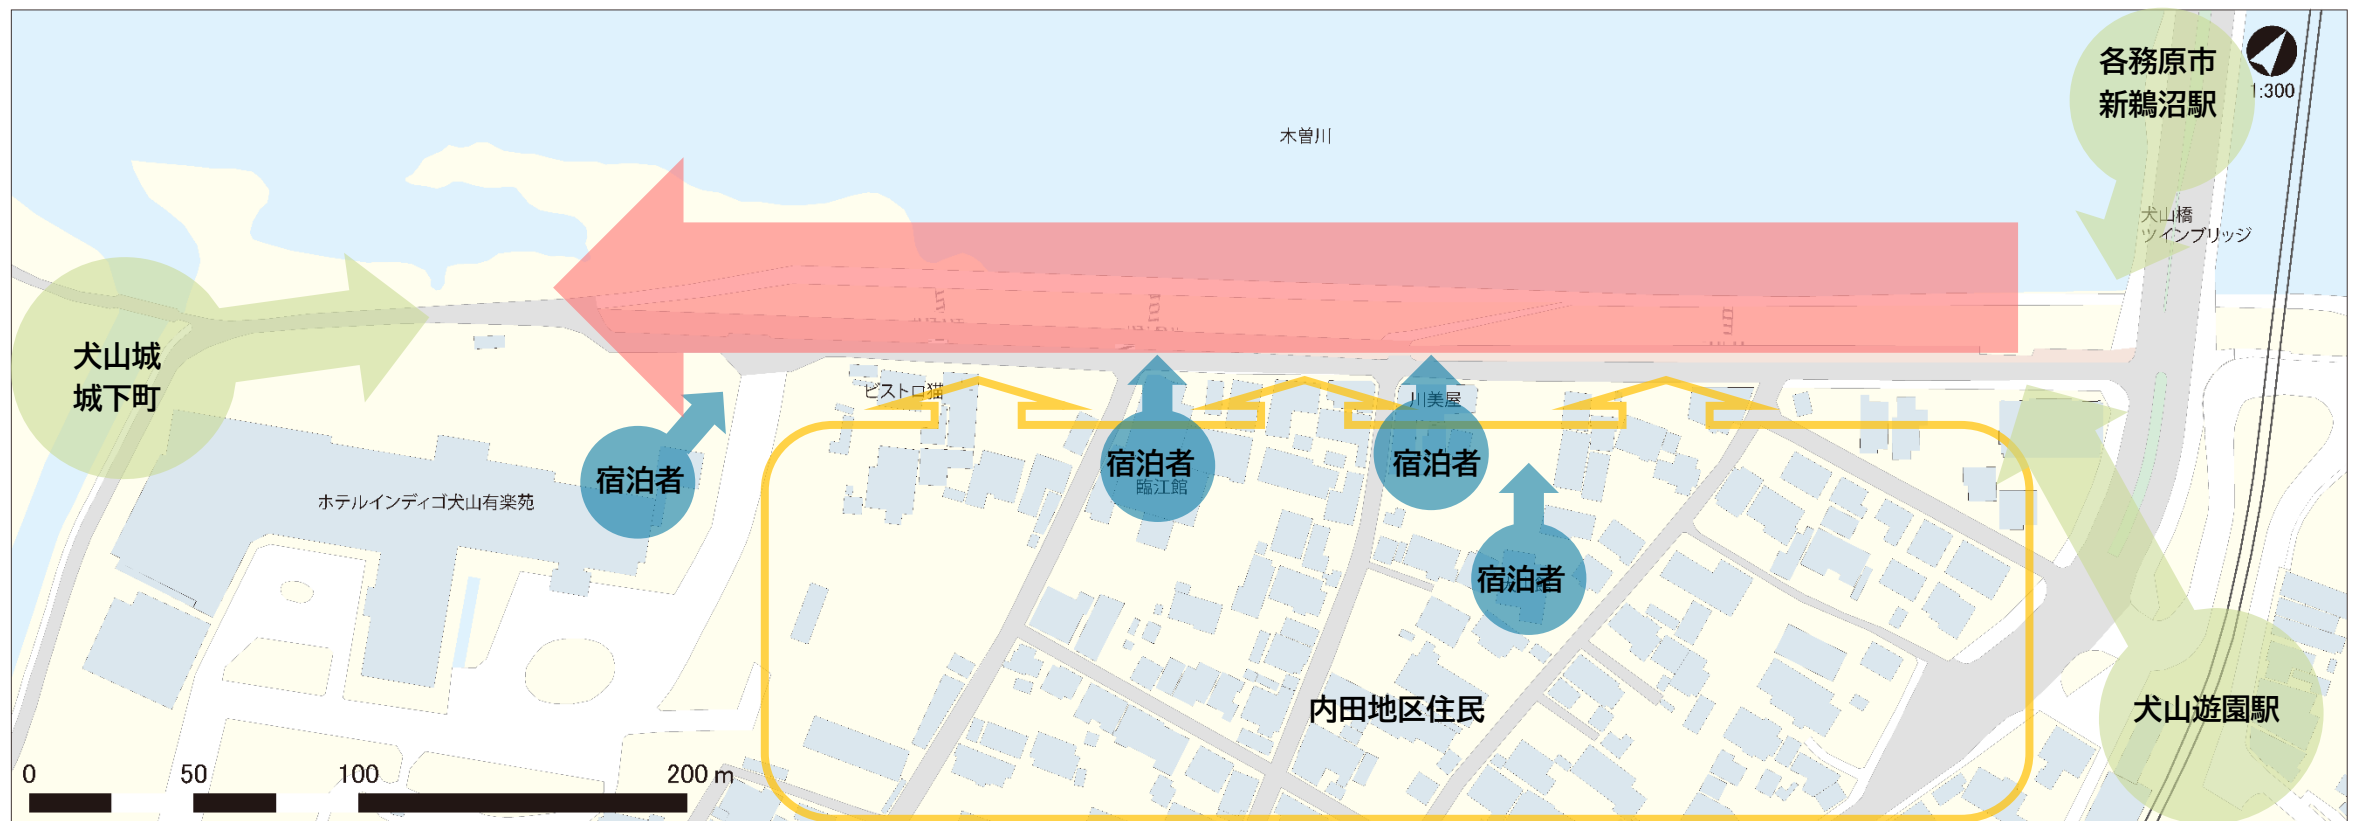 各務原市
新鵜沼駅
1:300
木曽川
犬山橋
ツインブリッジ
犬山城
城下町
ビストロ猫
川美屋
宿泊者
宿泊者
宿泊者
臨江館
ホテルインディゴ犬山有楽苑
宿泊者
内田地区住民
犬山遊園駅
0 50 100 200 m